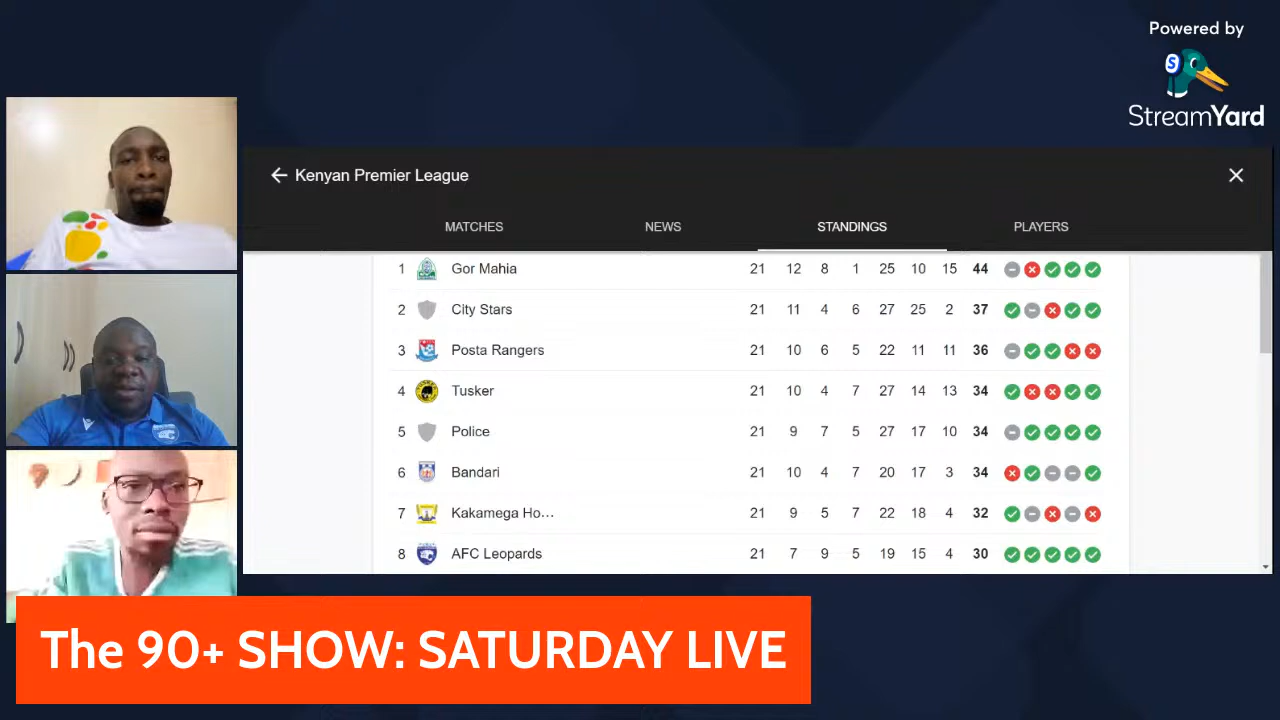 Powered by
StreamYard
Kenyan Premier League
MATCHES NEWS STANDINGS PLAYERS
1 Gor Mahia 21 12 8 1 25 10 15 44
2 City Stars 21 11 4 6 27 25 2 37
3 Posta Rangers 21 10 6 5 22 11 11 36
4 Tusker 21 10 4 7 27 14 13 34
5 Police 21 9 7 5 27 17 10 34
6 Bandari 21 10 4 7 20 17 3 34
7 Kakamega Ho... 21 9 5 7 22 18 4 32
8 AFC Leopards 21 7 9 5 19 15 4 30
The 90+ SHOW: SATURDAY LIVE